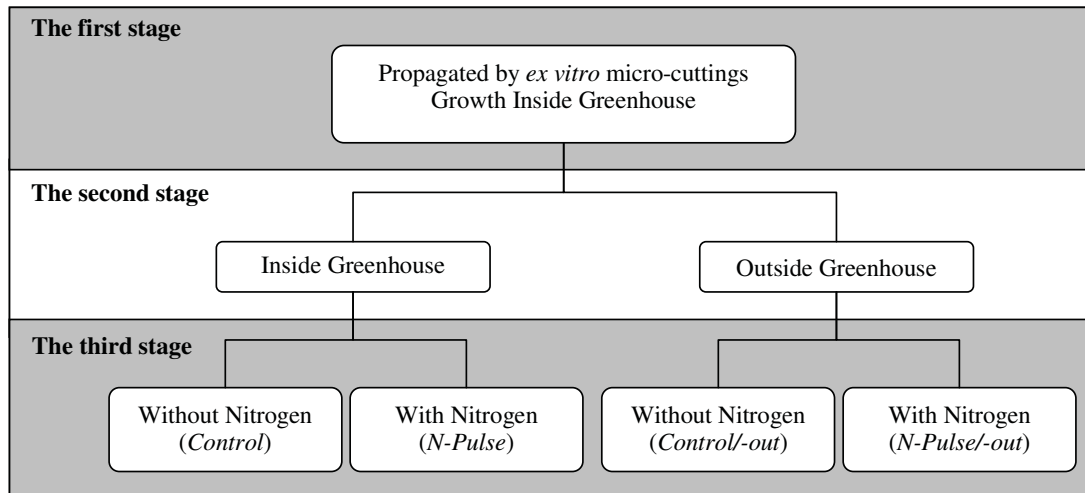 The first stage
Propagated by ex vitro micro-cuttings
Growth Inside Greenhouse
The second stage
Inside Greenhouse
Outside Greenhouse
The third stage
Without Nitrogen
(Control)
With Nitrogen
(N-Pulse)
Without Nitrogen
(Control/-out)
With Nitrogen
(N-Pulse/-out)